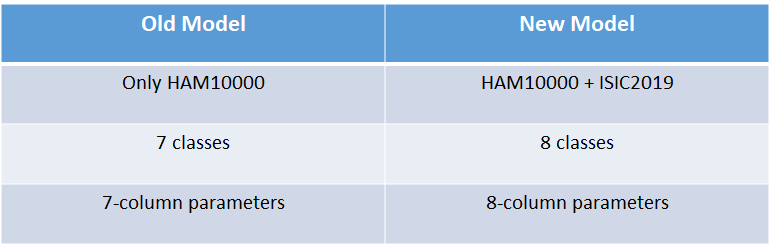 Old Model
New Model
Only HAM10000
HAM10000 + ISIC2019
7 classes
8 classes
7-column parameters
8-column parameters